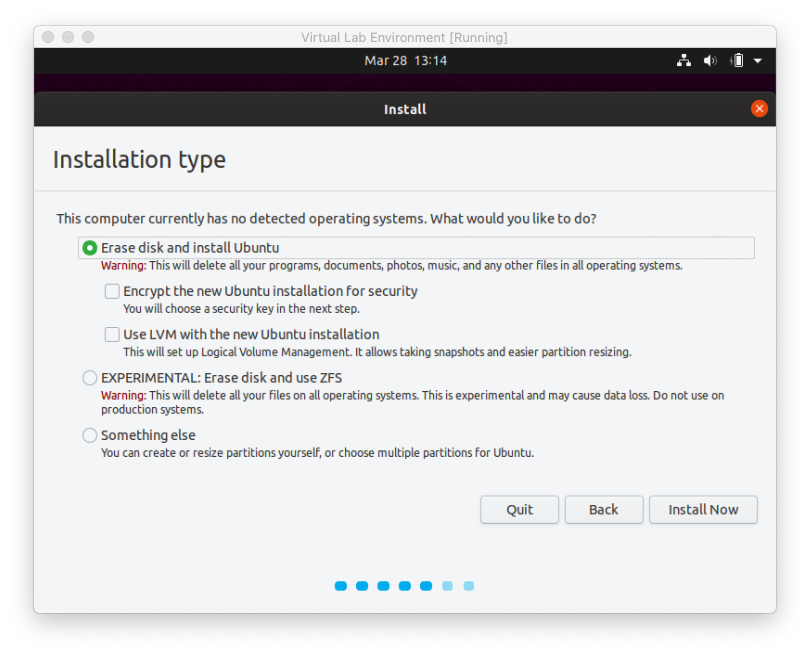 Virtual Lab Environment [Running]
Mar 28 13:14
Install
Installation type
This computer currently has no detected operating systems. What would you like to do?
Erase disk and install Ubuntu
Warning: This will delete all your programs, documents, photos, music, and any other files in all operating systems.
Encrypt the new Ubuntu installation for security
You will choose a security key in the next step.
Use LVM with the new Ubuntu installation
This will set up Logical Volume Management. It allows taking snapshots and easier partition resizing.
EXPERIMENTAL: Erase disk and use ZFS
Warning: This will delete all your files on all operating systems. This is experimental and may cause data loss. Do not use on
production systems.
Something else
You can create or resize partitions yourself, or choose multiple partitions for Ubuntu.
Quit Back Install Now